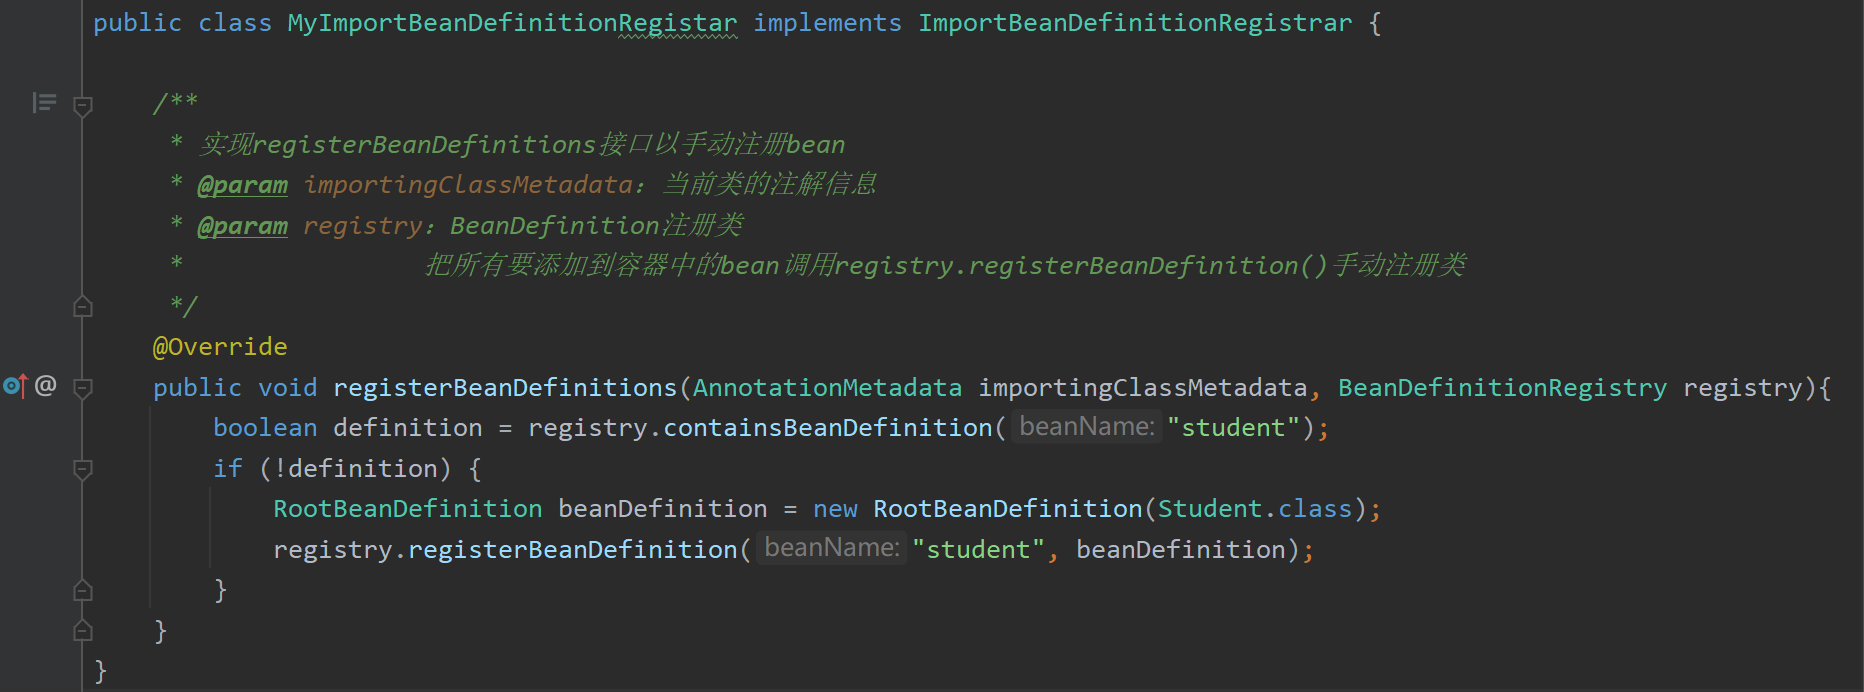 public class MyImportBeanDefinitionRegistar implements ImportBeanDefinitionRegistrar {
/**
* 实现registerBeanDefinitions接口以手动注册bean
* @param importingClassMetadata：当前类的注解信息
* @param registry：BeanDefinition注册类
* 把所有要添加到容器中的bean调用registry.registerBeanDefinition()手动注册类
*/
@Override
@ public void registerBeanDefinitions(AnnotationMetadata importingClassMetadata, BeanDefinitionRegistry registry){
boolean definition = registry.containsBeanDefinition( beanName: "student");
if (!definition) {
RootBeanDefinition beanDefinition = new RootBeanDefinition(Student.class);
registry.registerBeanDefinition( beanName: "student", beanDefinition);
}
}
}